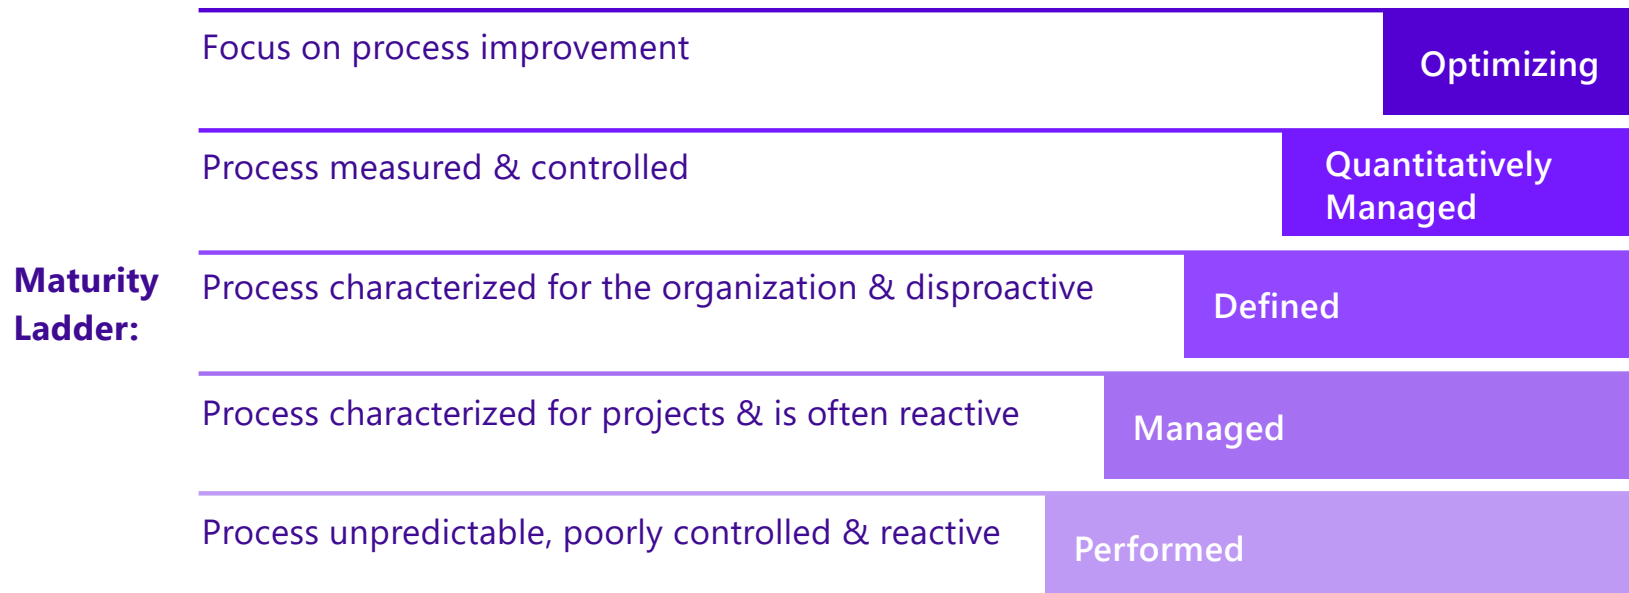 Focus on process improvement
Optimizing
Process measured & controlled
Quantitatively
Managed
Maturity
Ladder:
Process characterized for the organization & disproactive
Defined
Process characterized for projects & is often reactive
Managed
Process unpredictable, poorly controlled & reactive
Performed